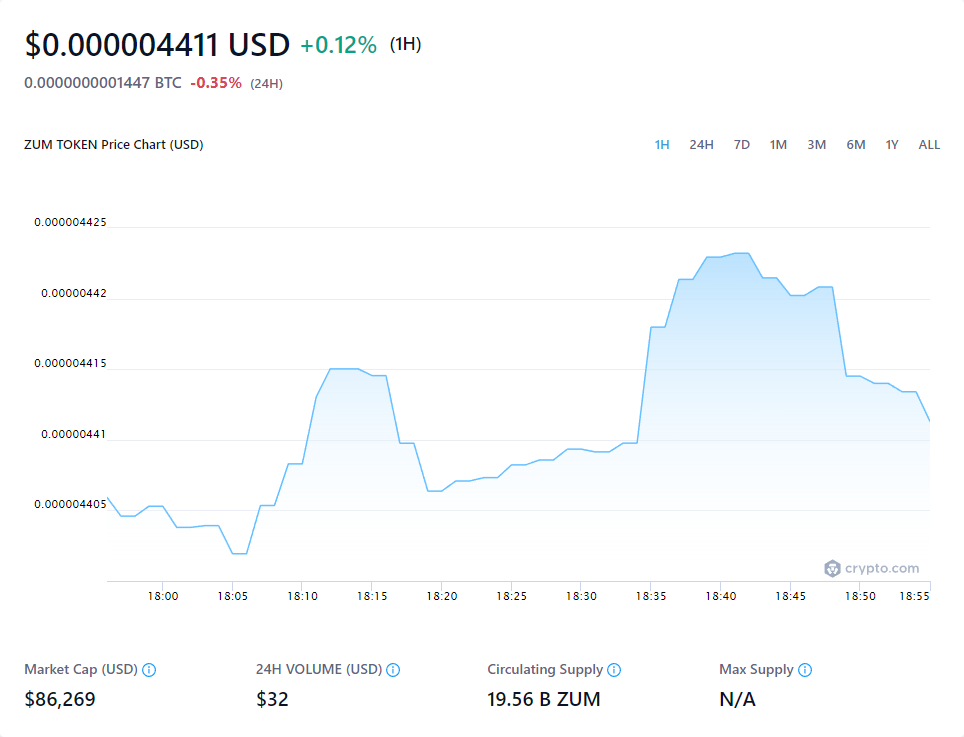 $0.000004411 USD +0.12% (1H)
0.0000000001447 BTC -0.35% (24H)
ZUM TOKEN Price Chart (USD) 1H 24H 7D 1M 3M 6M 1Y ALL
0.000004425
0.00000442
0.000004415
0.00000441
0.000004405
crypto.com
18:00 18:05 18:10 18:15 18:20 18:25 18:30 18:35 18:40 18:45 18:50 18:55
Market Cap (USD) 24H VOLUME (USD) Circulating Supply Max Supply
$86,269 $32 19.56 B ZUM N/A